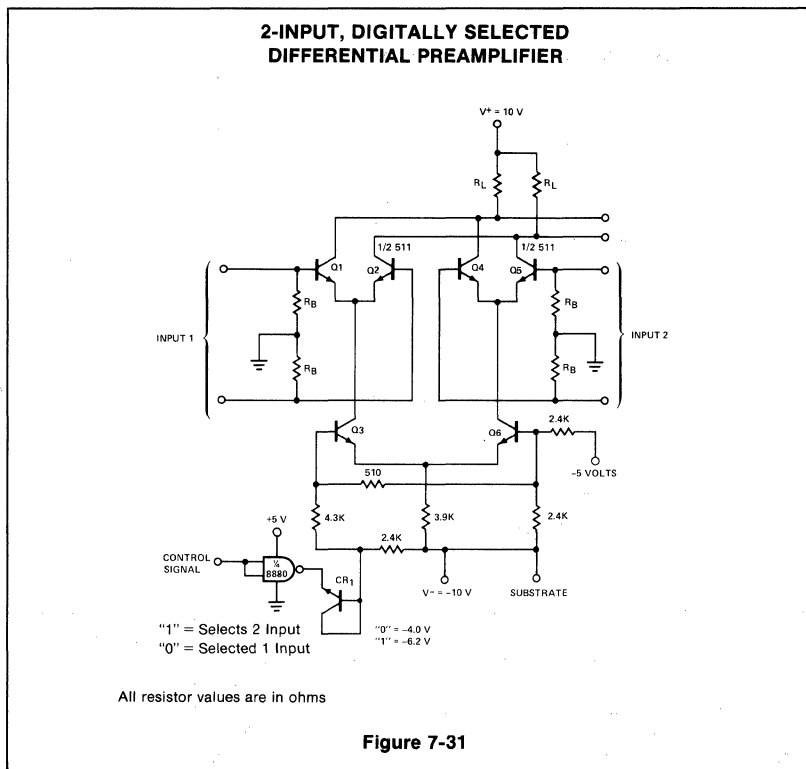 2-INPUT, DIGITALLY SELECTED
DIFFERENTIAL PREAMPLIFIER
V+ = 10 V
RL
RL
1/2 511
1/2 511
Q1
Q2
Q4
Q5
RB
RB
INPUT 1
INPUT 2
RB
RB
Q3
Q6
2.4K
-5 VOLTS
510
4.3K
3.9K
2.4K
+5 V
2.4K
CONTROL
SIGNAL
¼
8880
CR1
V- = -10 V
SUBSTRATE
"1" = Selects 2 Input
"0" = Selected 1 Input
"0" = -4.0 V
"1" = -6.2 V
All resistor values are in ohms
Figure 7-31